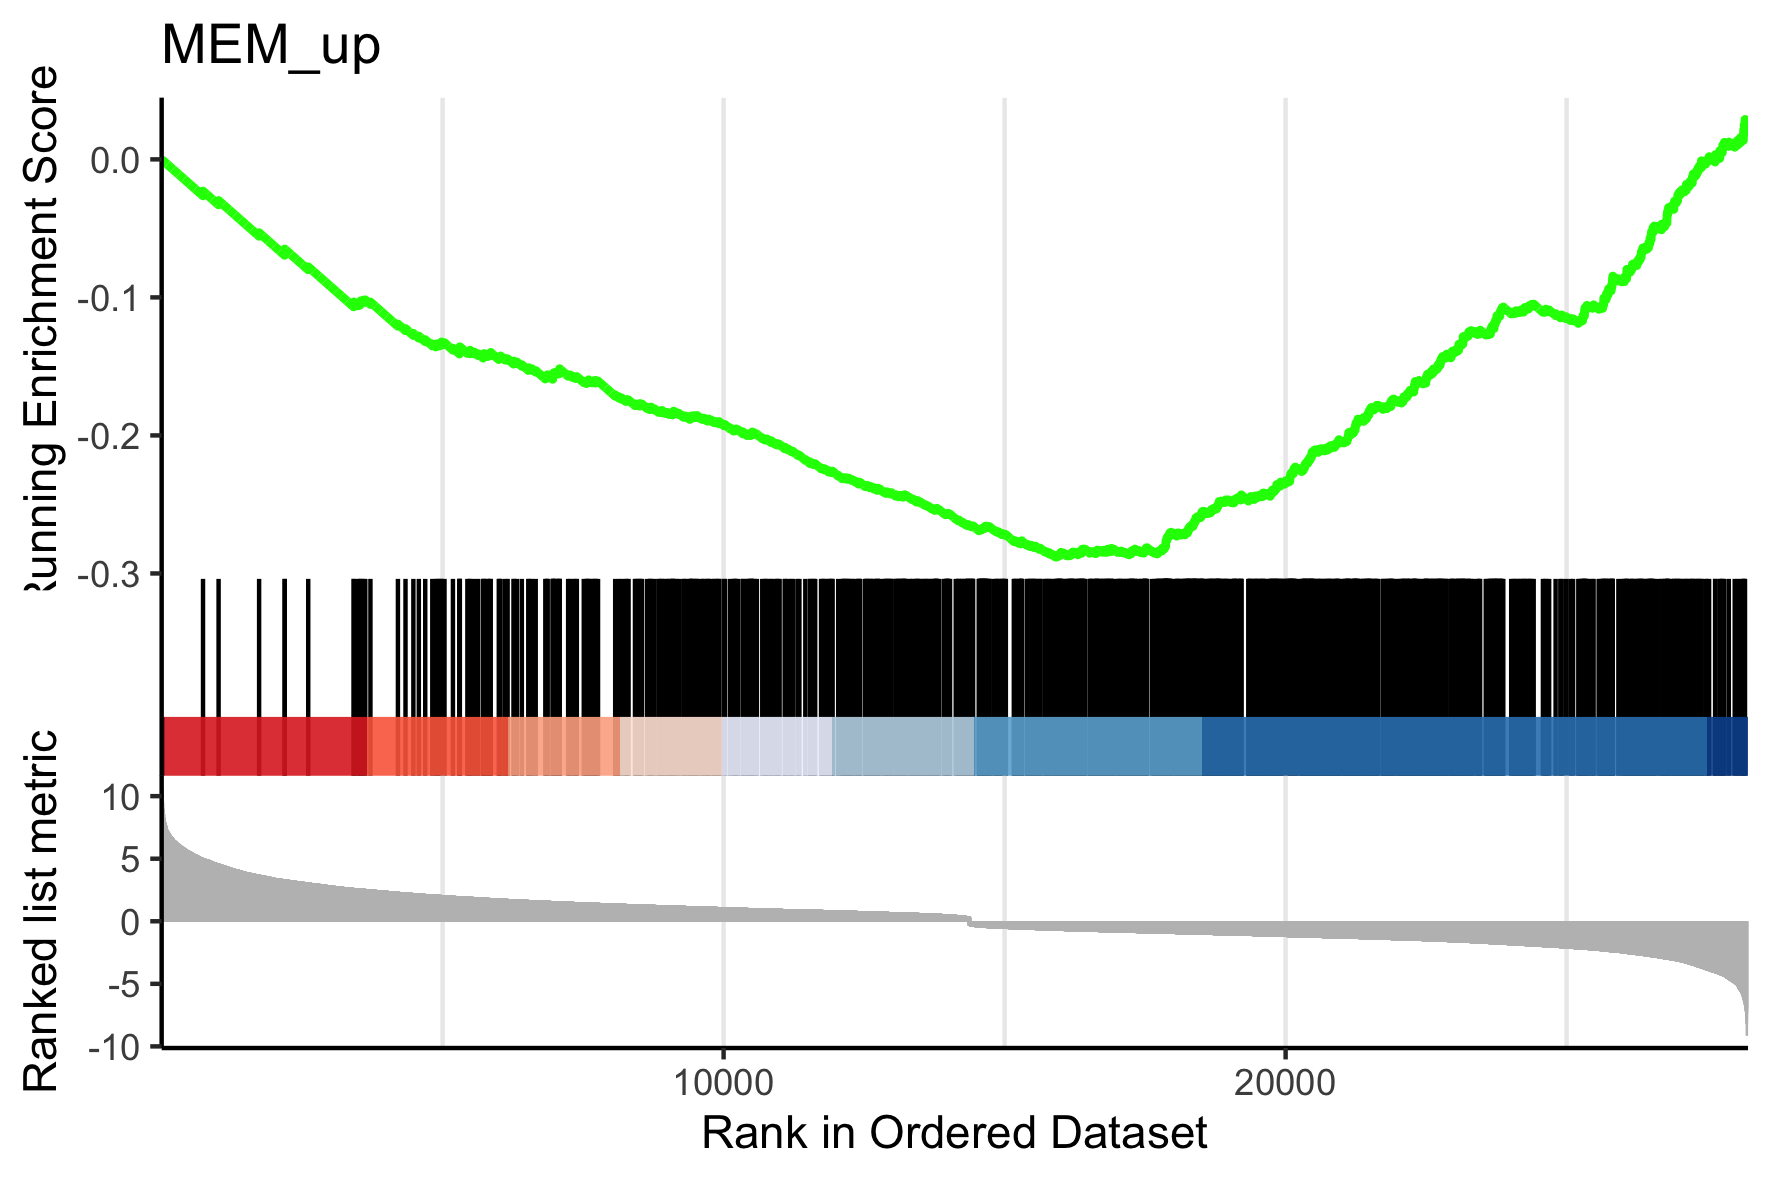 MEM_up
Running Enrichment Score
0.0
-0.1
-0.2
-0.3
Ranked list metric
10
5
0
-5
-10
10000
20000
Rank in Ordered Dataset